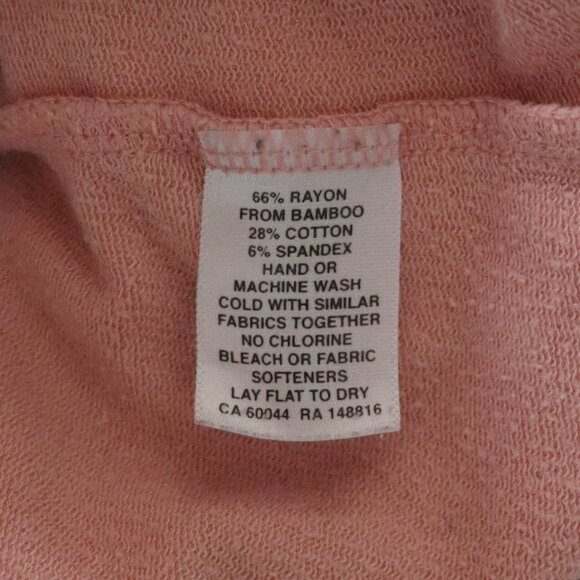 66% RAYON
FROM BAMBOO
28% COTTON
6% SPANDEX
HAND OR
MACHINE WASH
COLD WITH SIMILAR
FABRICS TOGETHER
NO CHLORINE
BLEACH OR FABRIC
SOFTENERS
LAY FLAT TO DRY
CA 60044 RA 148816